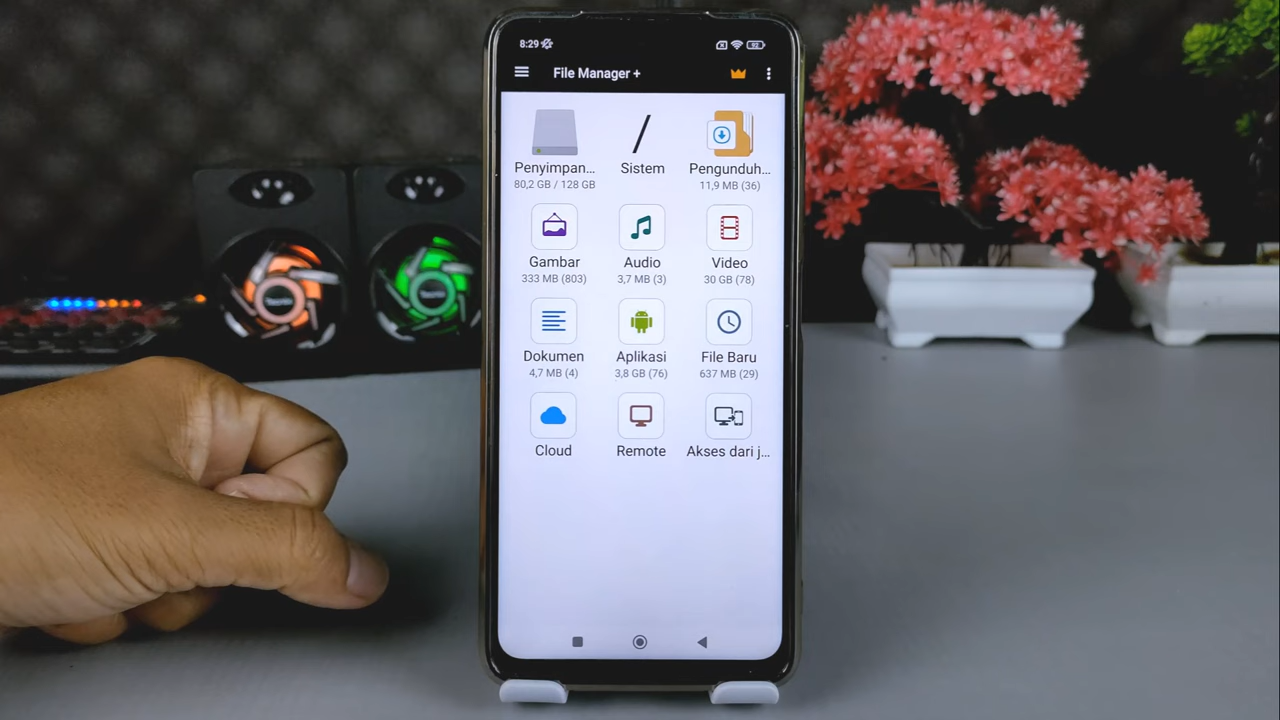 8:29
92
File Manager +
Penyimpan...
80,2 GB / 128 GB
Sistem
Pengunduh...
11,9 MB (36)
Gambar
333 MB (803)
Audio
3,7 MB (3)
Video
30 GB (78)
Dokumen
4,7 MB (4)
Aplikasi
3,8 GB (76)
File Baru
637 MB (29)
Cloud
Remote
Akses dari j...